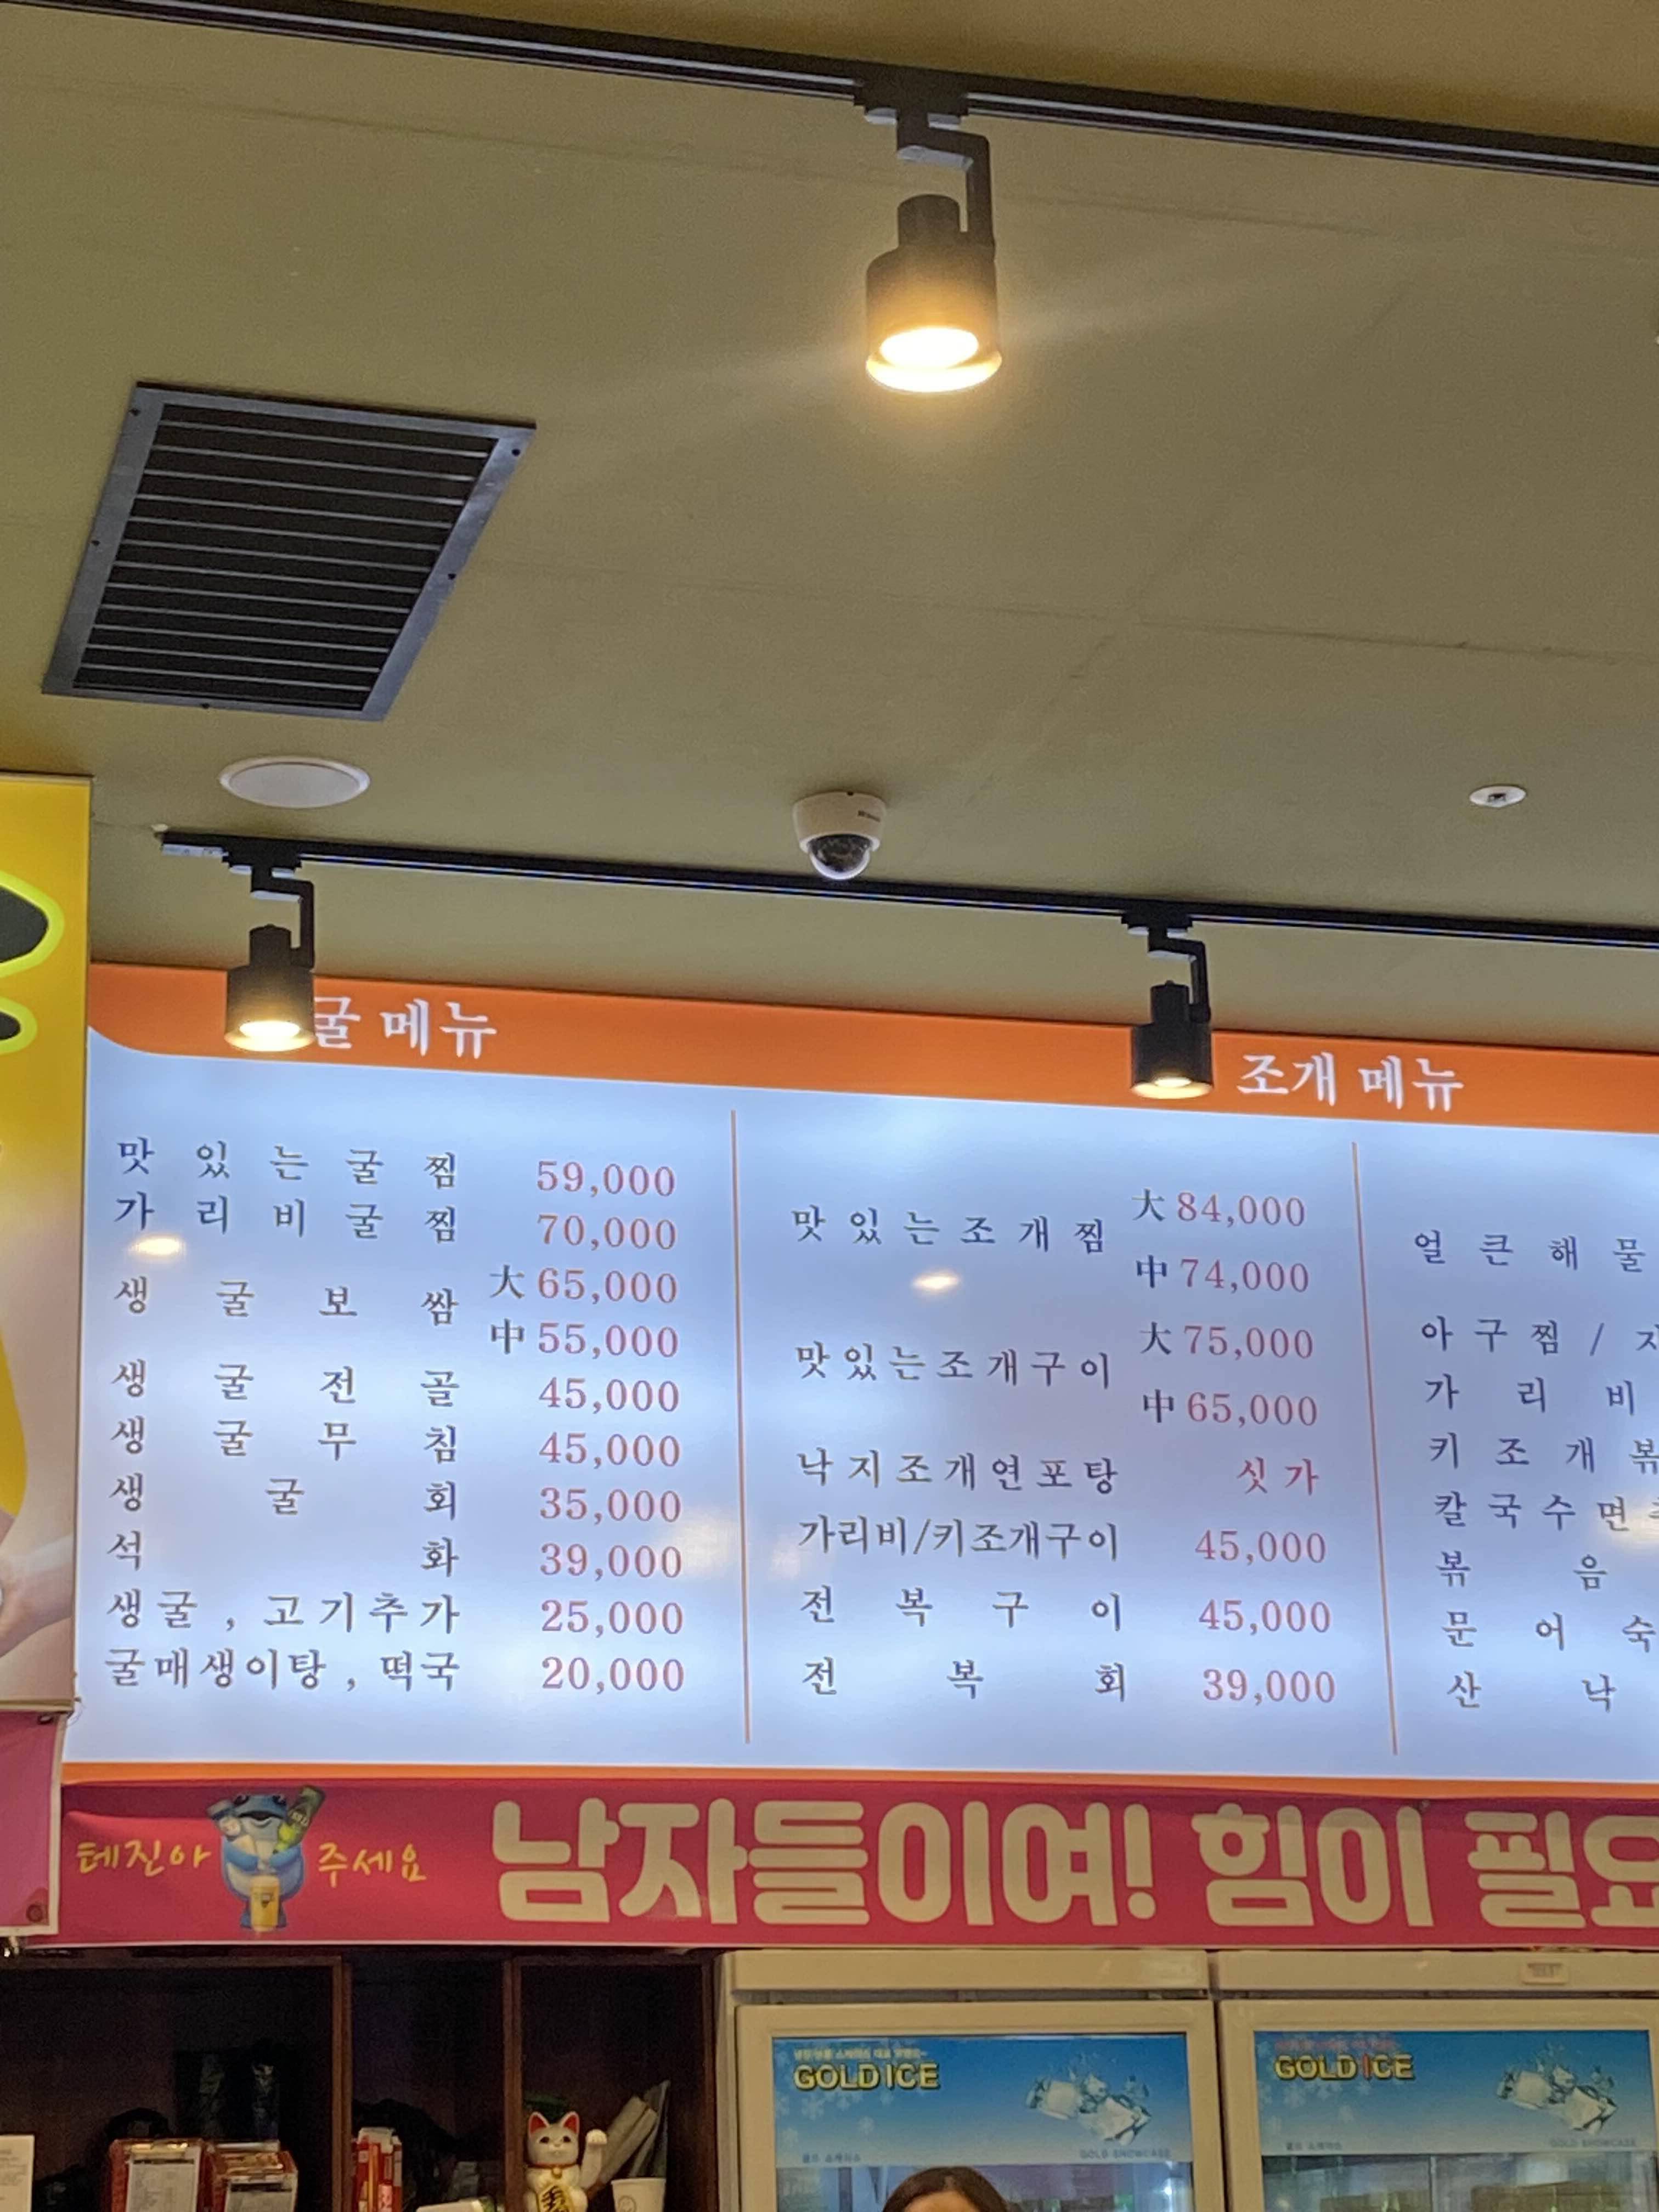 굴 메뉴
맛있는굴찜 59,000
가리비굴찜 70,000
생굴보쌈 大 65,000
中 55,000
생굴전골 45,000
생굴무침 45,000
생굴회 35,000
석화 39,000
생굴, 고기추가 25,000
굴매생이탕, 떡국 20,000
조개 메뉴
맛있는조개찜 大 84,000
中 74,000
맛있는조개구이 大 75,000
中 65,000
낙지조개연포탕 싯가
가리비/키조개구이 45,000
전복구이 45,000
전복회 39,000
얼큰해물
아구찜/
가리비
키조개볶
칼국수면
볶음
문어숙
산낙
테진아 주세요
남자들이여! 힘이 필요
GOLD ICE
GOLD SHOWCASE
GOLD ICE
GOLD SHOWCASE